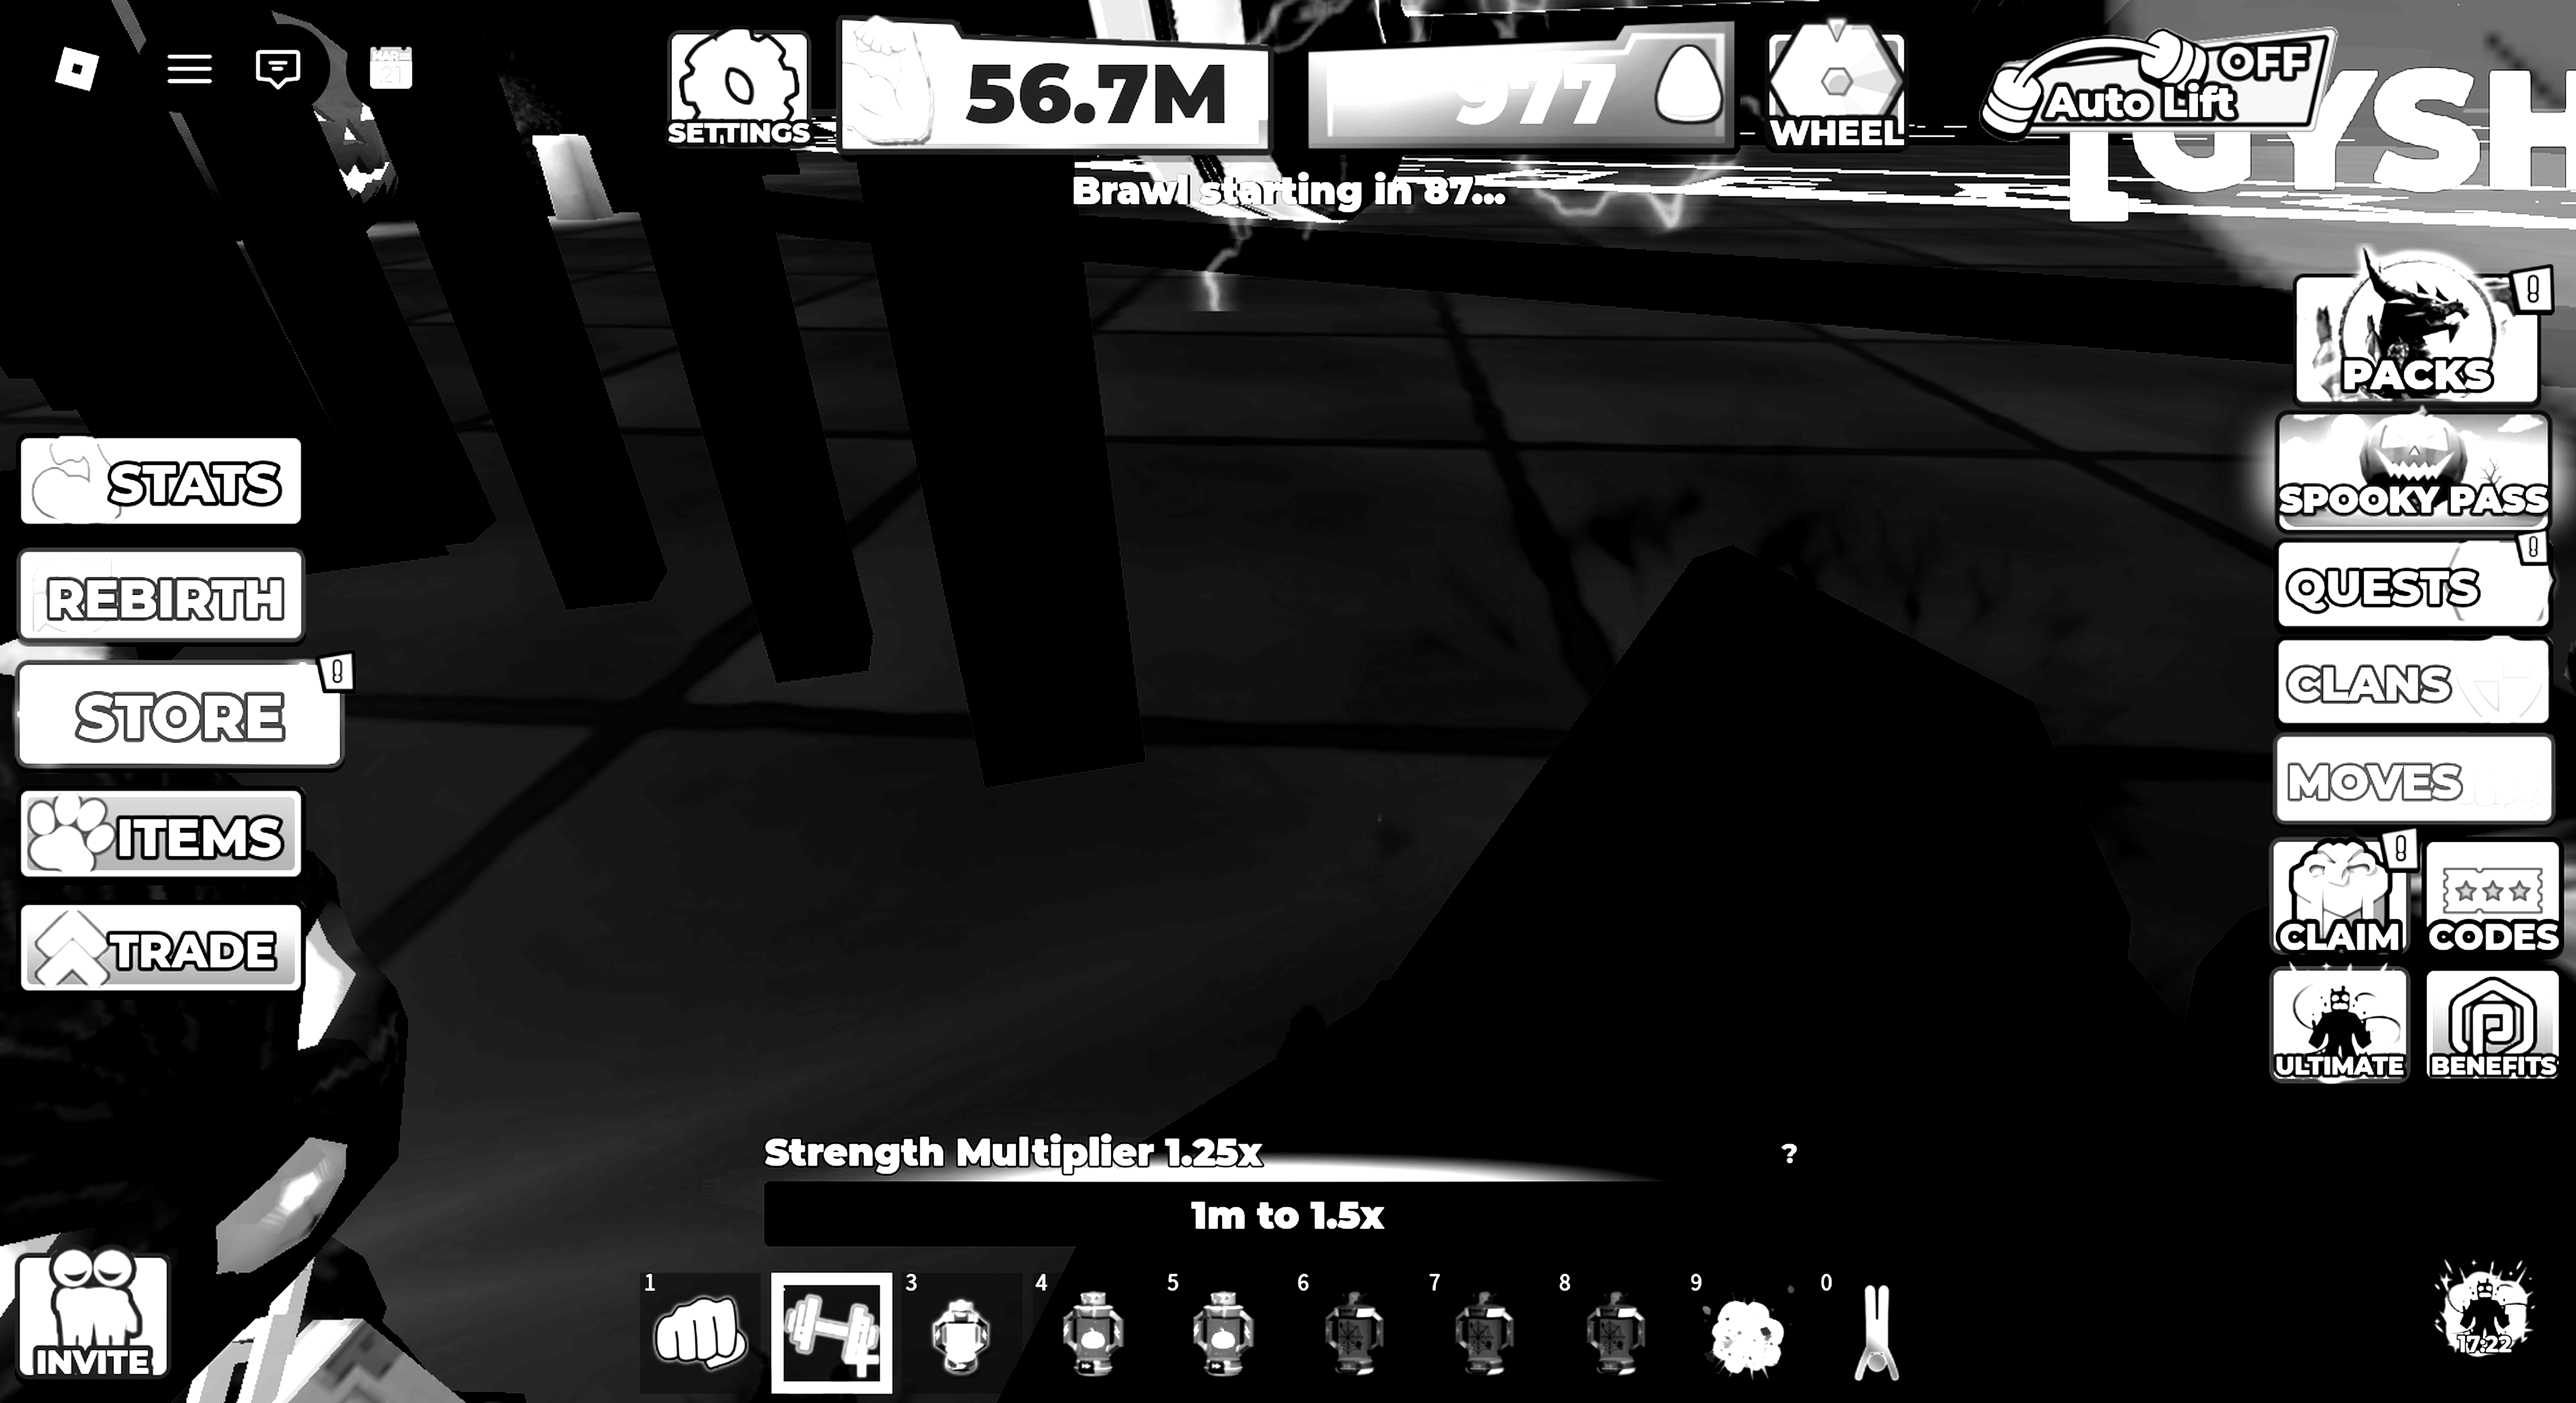 SETTINGS
56.7M
977
WHEEL
OFF
Auto Lift
Brawl starting in 87...
21
STATS
REBIRTH
STORE
ITEMS
TRADE
INVITE
PACKS
SPOOKY PASS
QUESTS
CLANS
MOVES
CLAIM
CODES
ULTIMATE
BENEFITS
Strength Multiplier 1.25x
?
1m to 1.5x
1
3
4
5
6
7
8
9
0
17:22